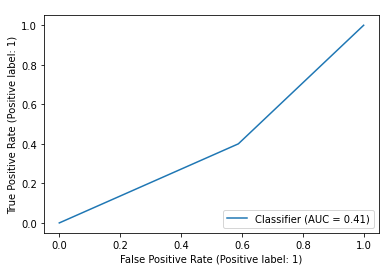 1.0
0.8
0.6
0.4
0.2
0.0
True Positive Rate (Positive label: 1)
Classifier (AUC = 0.41)
0.0 0.2 0.4 0.6 0.8 1.0
False Positive Rate (Positive label: 1)